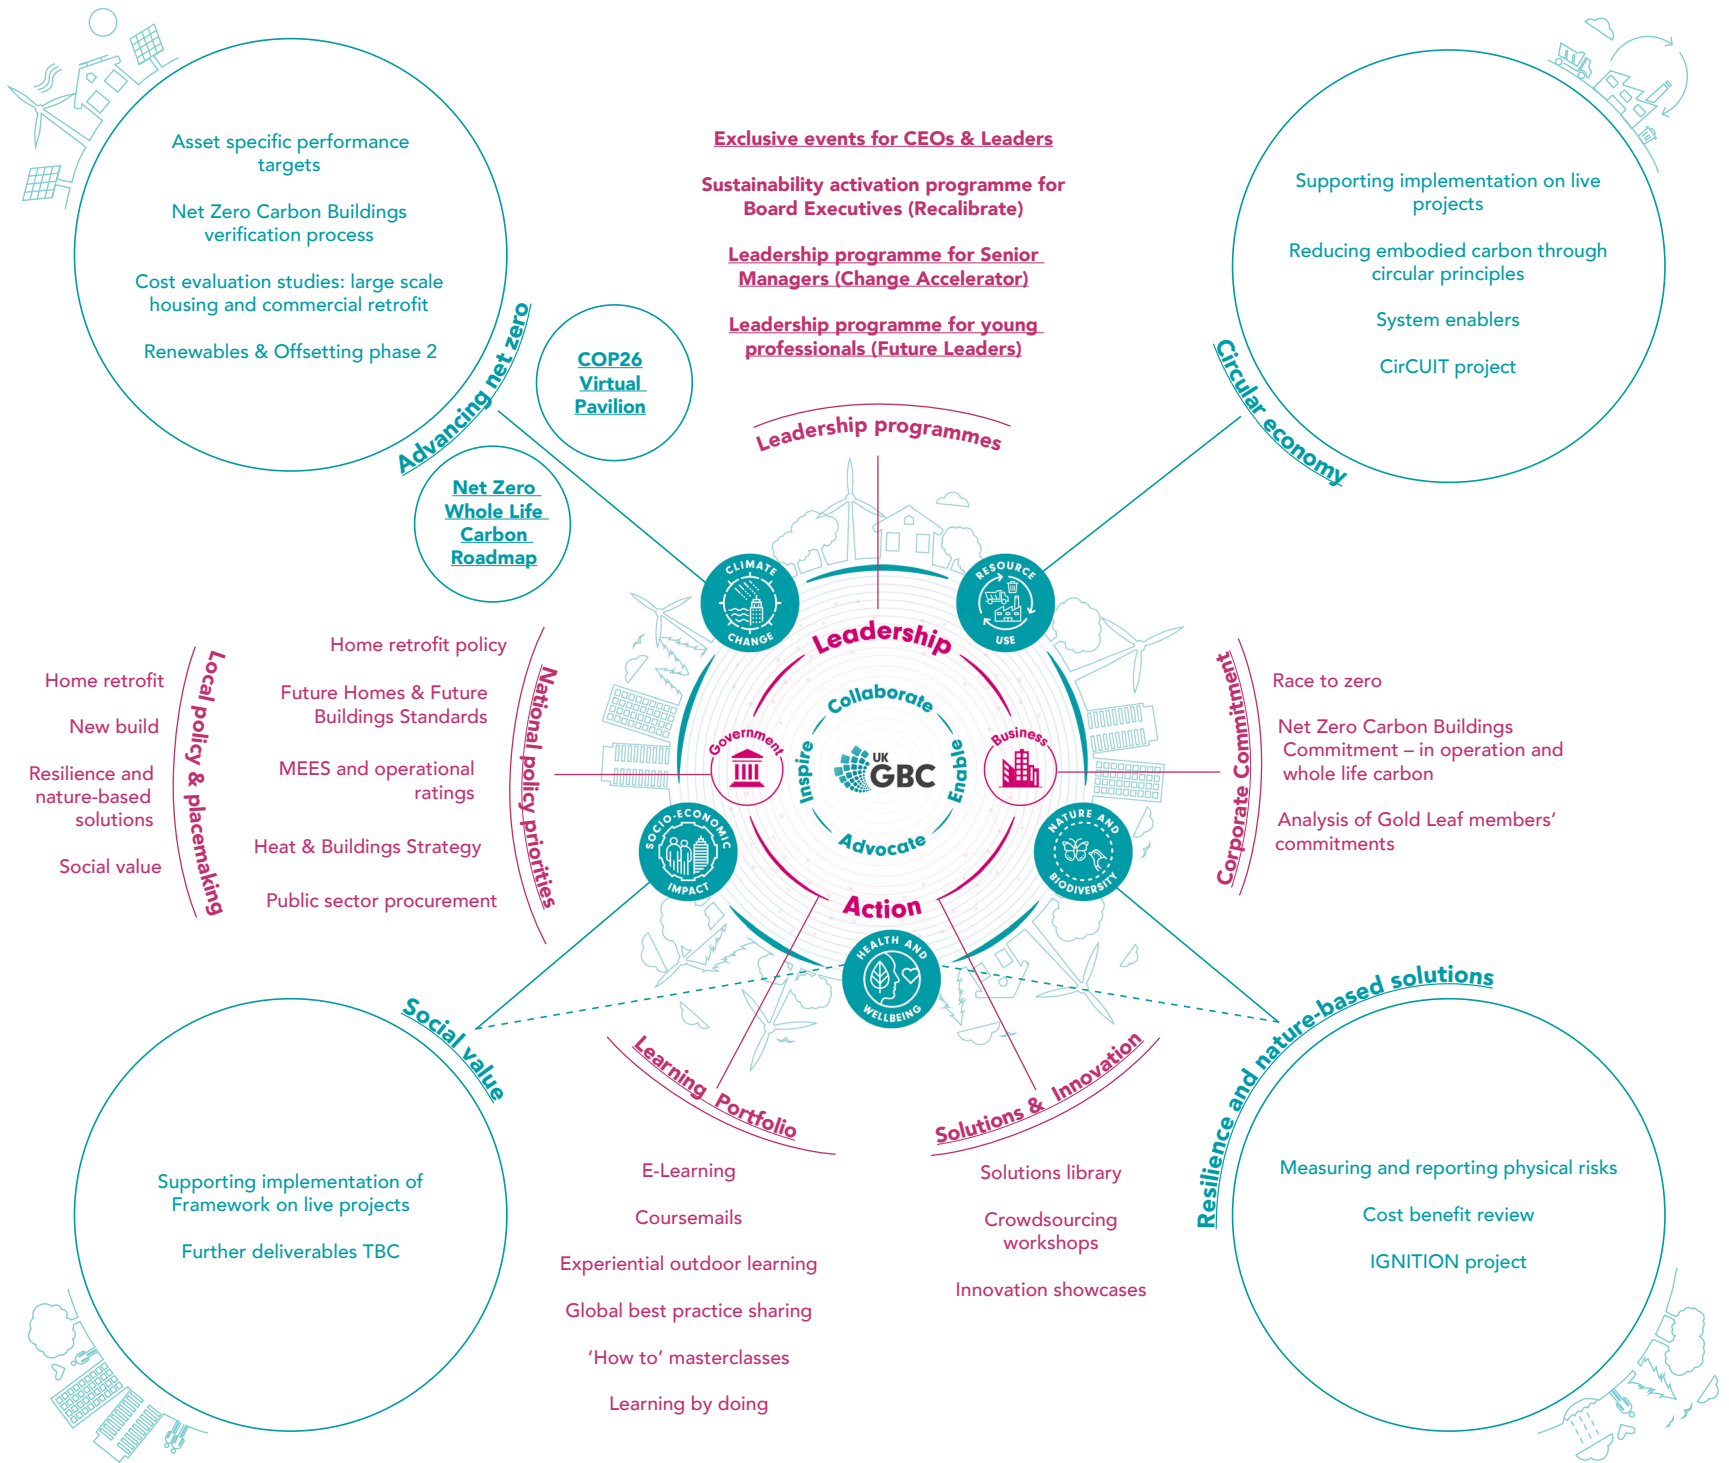 Asset specific performance
targets
Net Zero Carbon Buildings
verification process
Cost evaluation studies: large scale
housing and commercial retrofit
Renewables & Offsetting phase 2
Advancing net zero
COP26
Virtual
Pavilion
Net Zero
Whole Life
Carbon
Roadmap
Exclusive events for CEOs & Leaders
Sustainability activation programme for
Board Executives (Recalibrate)
Leadership programme for Senior
Managers (Change Accelerator)
Leadership programme for young
professionals (Future Leaders)
Leadership programmes
Supporting implementation on live
projects
Reducing embodied carbon through
circular principles
System enablers
CirCUIT project
Circular economy
CLIMATE
CHANGE
RESOURCE
USE
Leadership
Collaborate
Inspire
Enable
Advocate
UK
GBC
Government
Business
Action
SOCIO-ECONOMIC
IMPACT
NATURE AND
BIODIVERSITY
HEALTH AND
WELLBEING
Home retrofit
New build
Resilience and
nature-based
solutions
Social value
Local policy & placemaking
Home retrofit policy
Future Homes & Future
Buildings Standards
MEES and operational
ratings
Heat & Buildings Strategy
Public sector procurement
National policy priorities
Corporate Commitment
Race to zero
Net Zero Carbon Buildings
Commitment – in operation and
whole life carbon
Analysis of Gold Leaf members’
commitments
Social value
Supporting implementation of
Framework on live projects
Further deliverables TBC
Learning Portfolio
E-Learning
Coursemails
Experiential outdoor learning
Global best practice sharing
‘How to’ masterclasses
Learning by doing
Solutions & Innovation
Solutions library
Crowdsourcing
workshops
Innovation showcases
Resilience and nature-based solutions
Measuring and reporting physical risks
Cost benefit review
IGNITION project